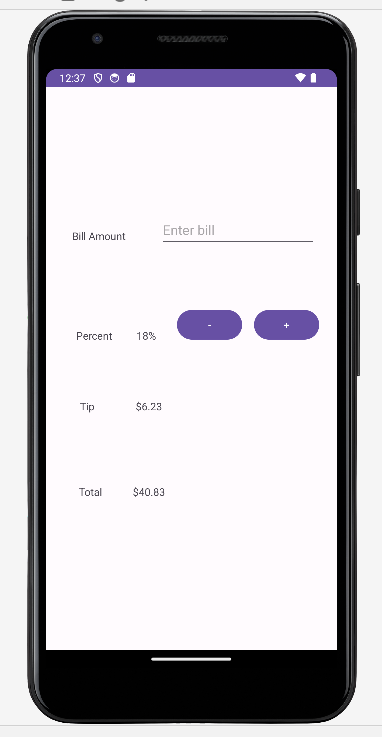 12:37
Bill Amount Enter bill
Percent 18% - +
Tip $6.23
Total $40.83